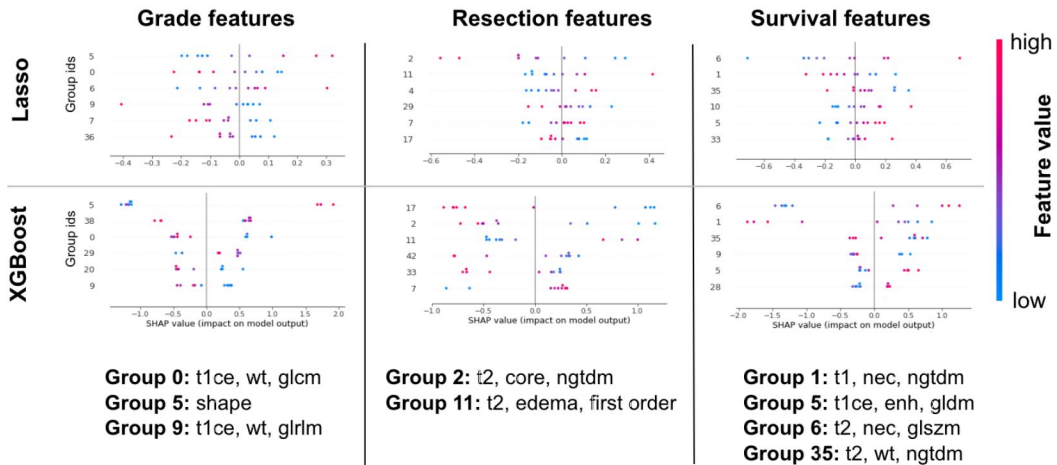 Grade features
Resection features
Survival features
Lasso
Group ids
5
0
6
9
7
36
−0.4 −0.3 −0.2 −0.1 0.0 0.1 0.2 0.3
2
11
4
29
5
17
−0.6 −0.4 −0.2 0.0 0.2 0.4
6
1
35
10
5
33
−0.6 −0.4 −0.2 0.0 0.2 0.4 0.6
XGBoost
Group ids
5
38
0
29
20
9
−1.0 −0.5 0.0 0.5 1.0 1.5 2.0
SHAP value (impact on model output)
17
2
11
42
33
7
−1.0 −0.5 0.0 0.5 1.0
SHAP value (impact on model output)
6
1
35
9
5
28
−2.0 −1.5 −1.0 −0.5 0.0 0.5 1.0 1.5
SHAP value (impact on model output)
high
Feature value
low
Group 0: t1ce, wt, glcm
Group 5: shape
Group 9: t1ce, wt, glrlm
Group 2: t2, core, ngtdm
Group 11: t2, edema, first order
Group 1: t1, nec, ngtdm
Group 5: t1ce, enh, gldm
Group 6: t2, nec, glszm
Group 35: t2, wt, ngtdm